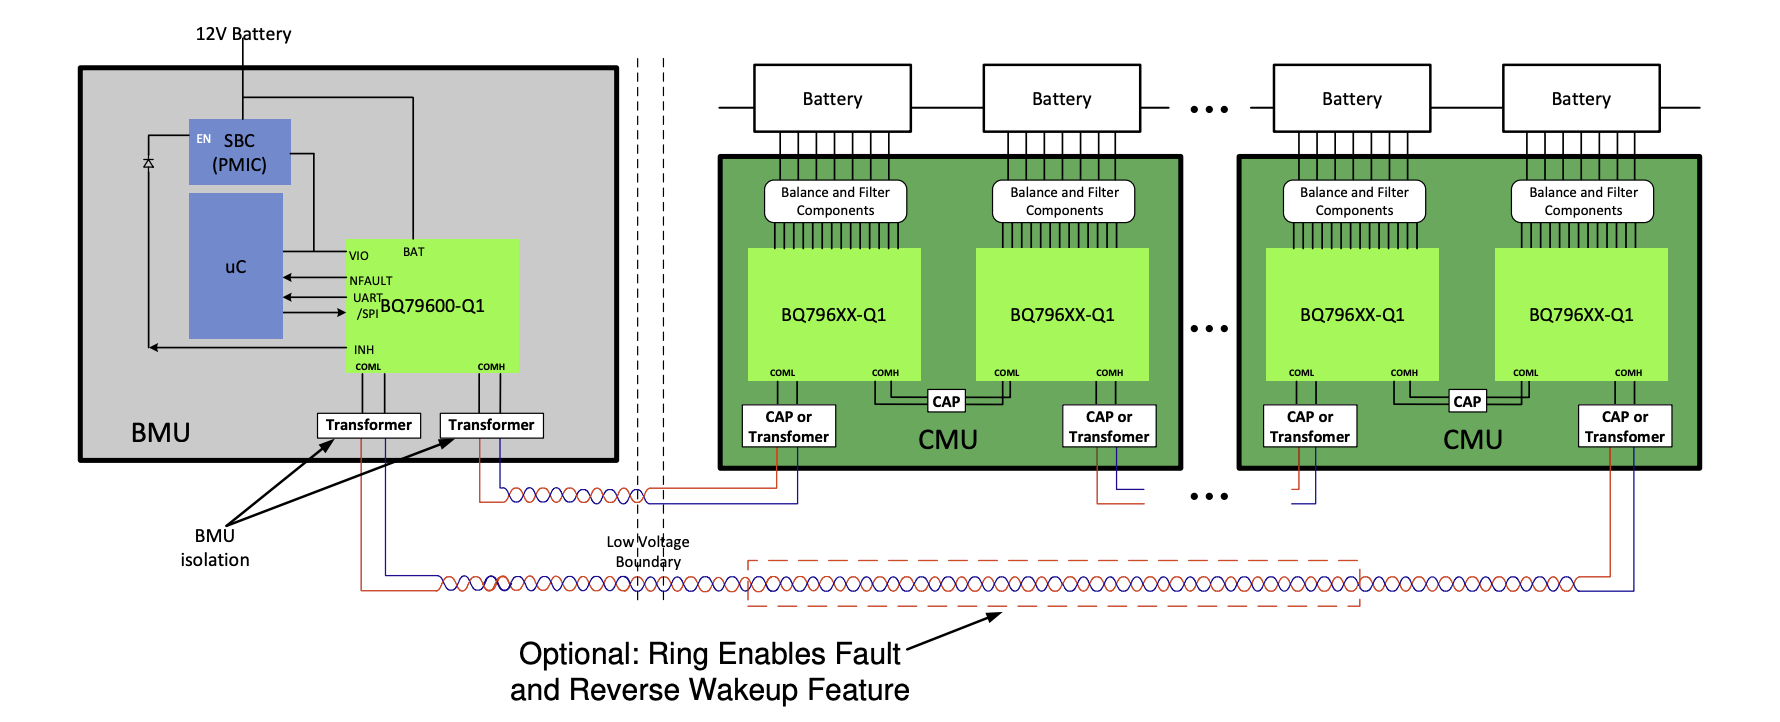 12V Battery
EN
SBC
(PMIC)
uC
VIO
BAT
NFAULT
UART
/SPI
BQ79600-Q1
INH
COML
COMH
Transformer
Transformer
BMU
BMU
isolation
Low Voltage
Boundary
Battery
Battery
•••
Battery
Battery
Balance and Filter
Components
Balance and Filter
Components
Balance and Filter
Components
Balance and Filter
Components
BQ796XX-Q1
BQ796XX-Q1
•••
BQ796XX-Q1
BQ796XX-Q1
COML
COMH
COML
COMH
COML
COMH
COML
COMH
CAP or
Transfomer
CAP
CAP or
Transfomer
CMU
CAP or
Transfomer
CAP
CAP or
Transfomer
CMU
•••
Optional: Ring Enables Fault
and Reverse Wakeup Feature